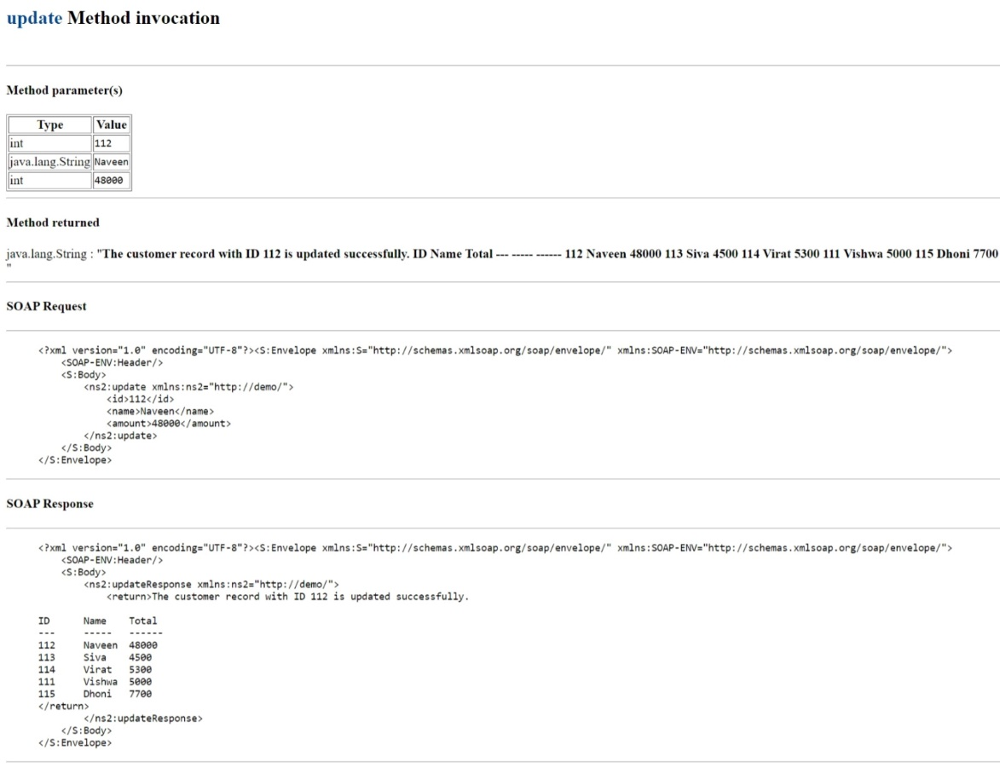 update Method invocation
Method parameter(s)
Type Value
int 112
java.lang.String Naveen
int 48000
Method returned
java.lang.String : "The customer record with ID 112 is updated successfully. ID Name Total --- ----- ------ 112 Naveen 48000 113 Siva 4500 114 Virat 5300 111 Vishwa 5000 115 Dhoni 7700
"
SOAP Request
<?xml version="1.0" encoding="UTF-8"?><S:Envelope xmlns:S="http://schemas.xmlsoap.org/soap/envelope/" xmlns:SOAP-ENV="http://schemas.xmlsoap.org/soap/envelope/">
    <SOAP-ENV:Header/>
    <S:Body>
        <ns2:update xmlns:ns2="http://demo/">
            <id>112</id>
            <name>Naveen</name>
            <amount>48000</amount>
        </ns2:update>
    </S:Body>
</S:Envelope>
SOAP Response
<?xml version="1.0" encoding="UTF-8"?><S:Envelope xmlns:S="http://schemas.xmlsoap.org/soap/envelope/" xmlns:SOAP-ENV="http://schemas.xmlsoap.org/soap/envelope/">
    <SOAP-ENV:Header/>
    <S:Body>
        <ns2:updateResponse xmlns:ns2="http://demo/">
            <return>The customer record with ID 112 is updated successfully.
ID      Name    Total
---     -----   ------
112     Naveen  48000
113     Siva    4500
114     Virat   5300
111     Vishwa  5000
115     Dhoni   7700
</return>
        </ns2:updateResponse>
    </S:Body>
</S:Envelope>